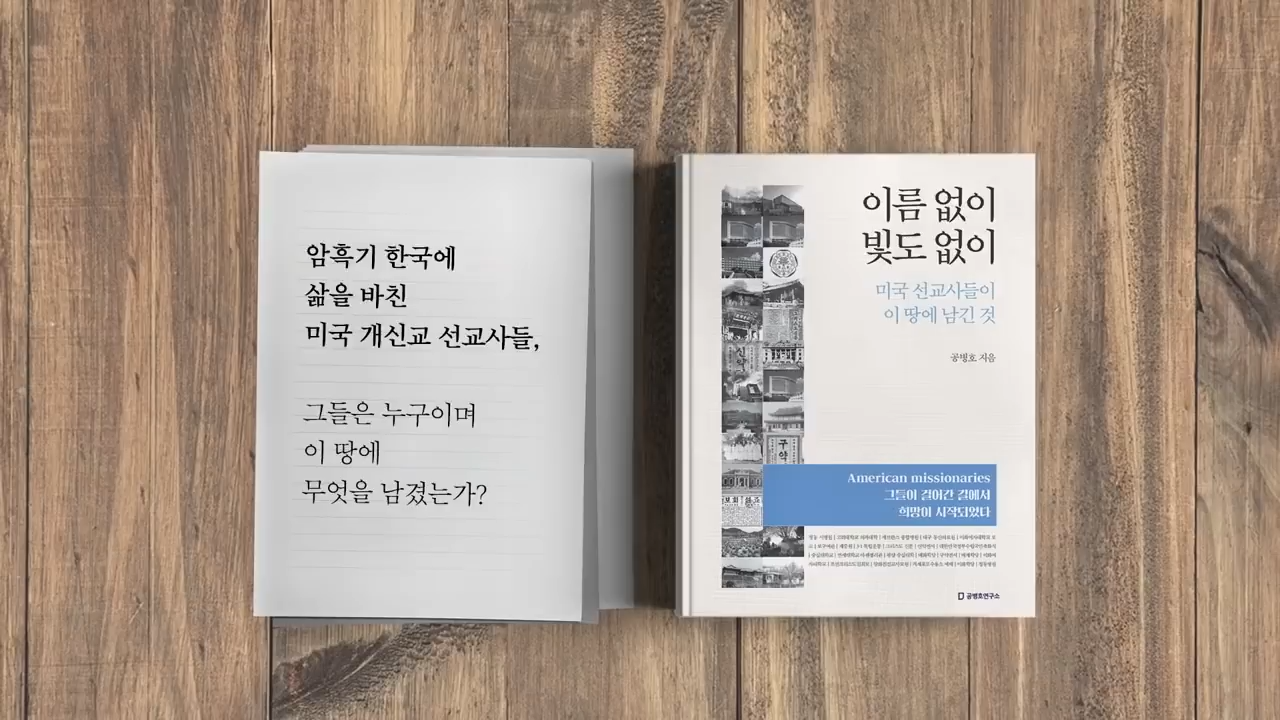 암흑기 한국에
삶을 바친
미국 개신교 선교사들,
그들은 누구이며
이 땅에
무엇을 남겼는가?
이름 없이
빛도 없이
미국 선교사들이
이 땅에 남긴 것
공병호 지음
구약
American missionaries
그들이 걸어간 길에서
희망이 시작되었다
공병호연구소